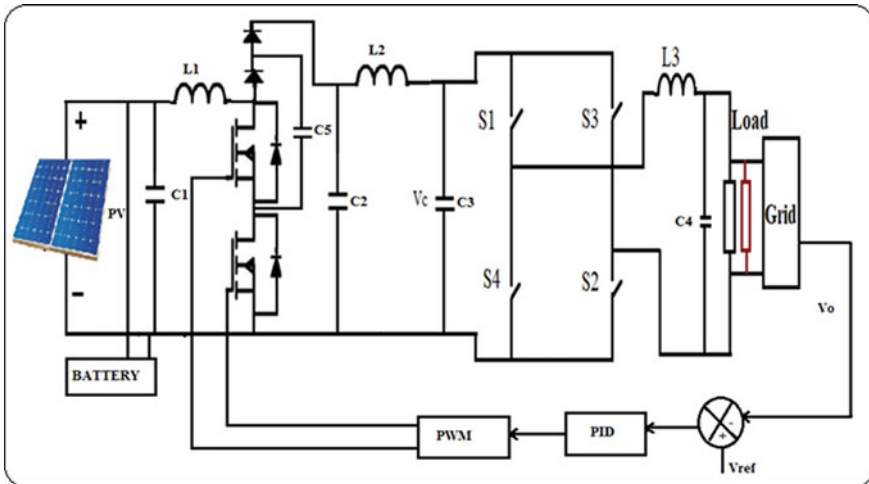 L1
L2
L3
C5
S1
S3
Load
+
PV
C1
C2
Vc
C3
C4
Grid
S4
S2
-
Vo
BATTERY
PWM
PID
-
+
Vref